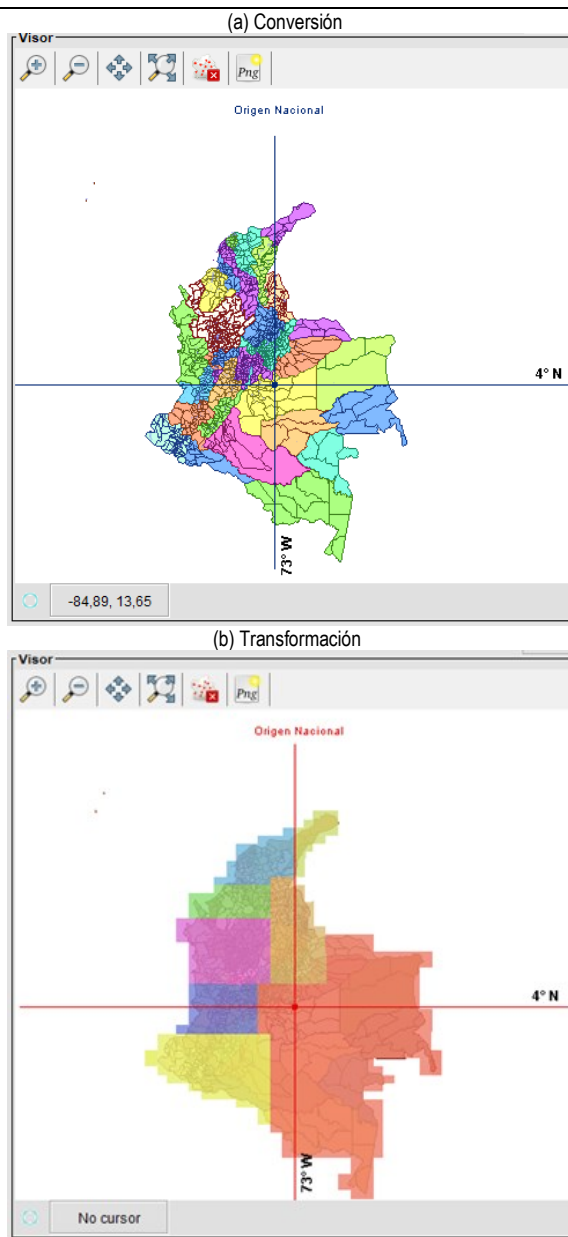 (a) Conversión
Visor
Png
Origen Nacional
4° N
73° W
-84,89, 13,65
(b) Transformación
Visor
Png
Origen Nacional
4° N
73° W
No cursor